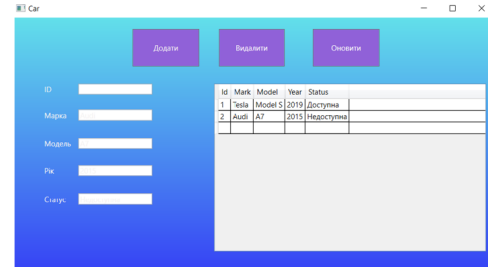 Car
Додати Видалити Оновити
ID
Марка
Модель
Рік
Статус
Id Mark Model Year Status
1 Tesla Model S 2019 Доступна
2 Audi A7 2015 Недоступна